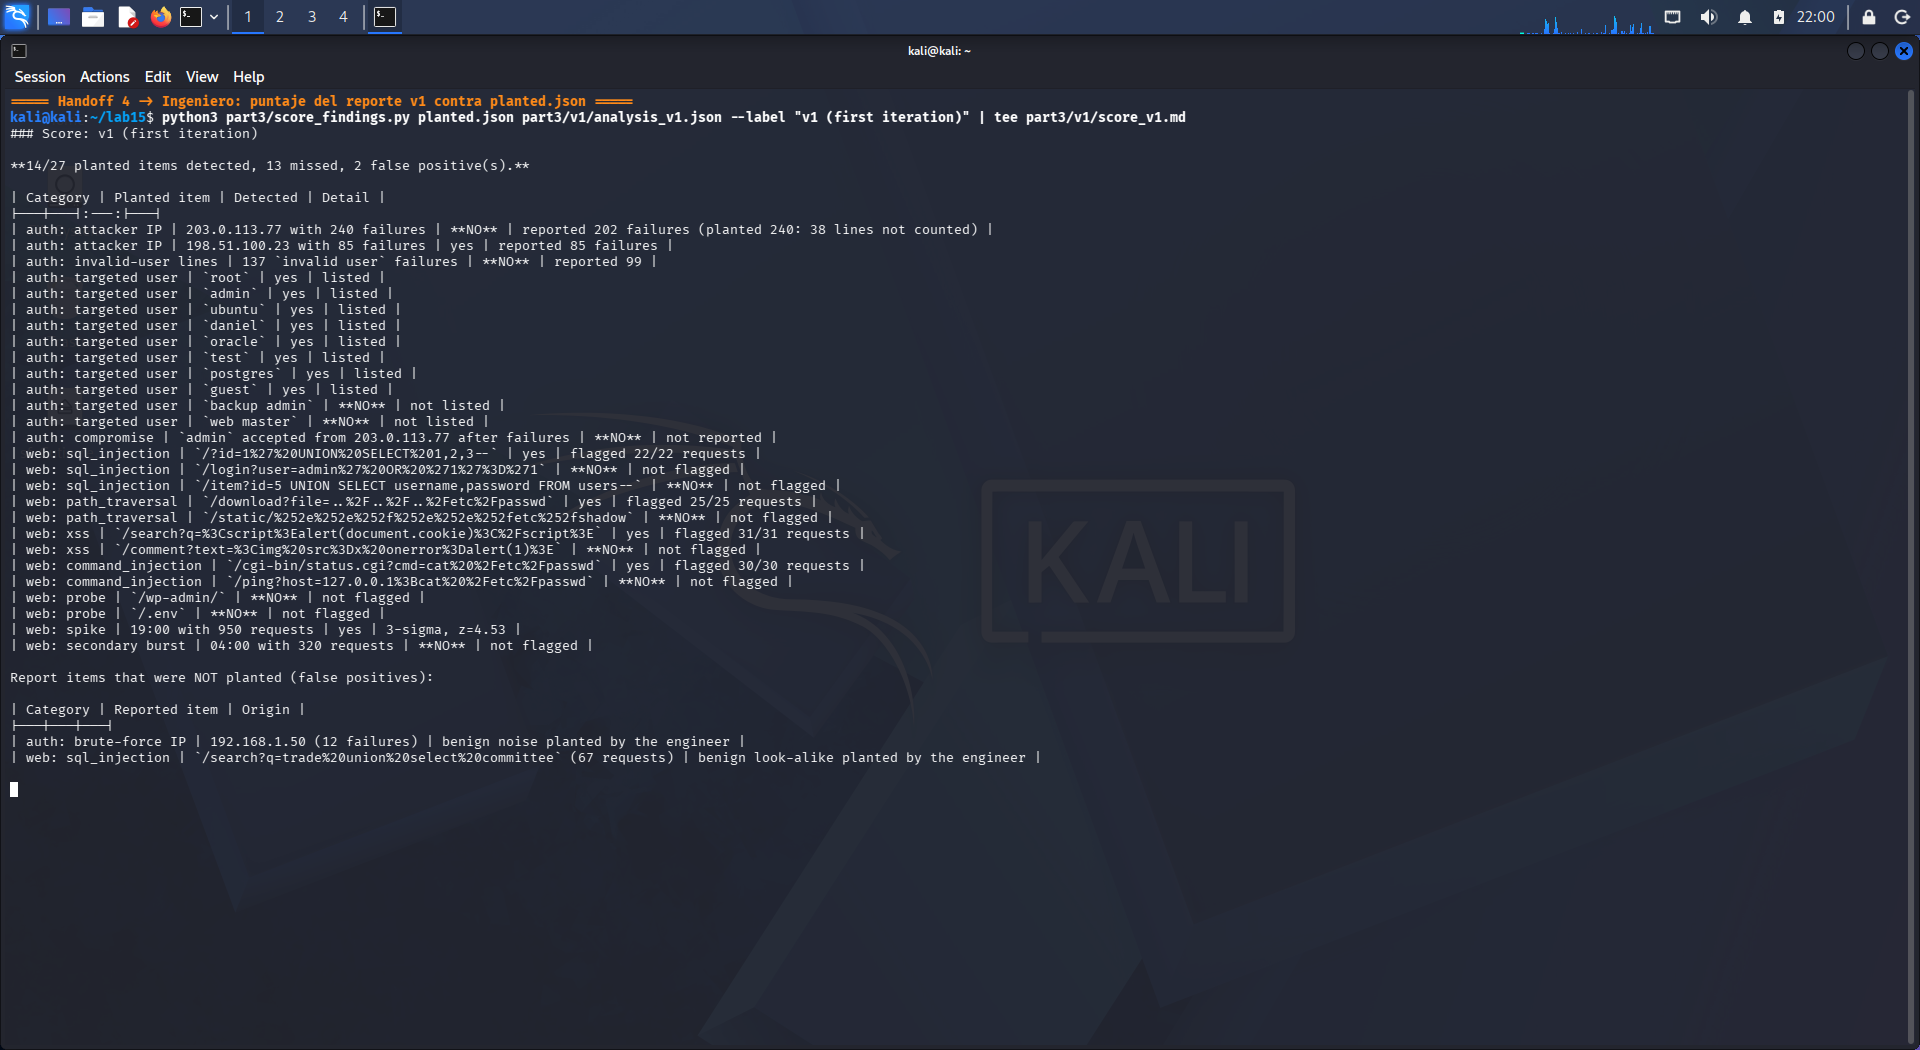 1 2 3 4
22:00
kali@kali: ~
Session Actions Edit View Help
===== Handoff 4 -> Ingeniero: puntaje del reporte v1 contra planted.json =====
kali@kali:~/lab15$ python3 part3/score_findings.py planted.json part3/v1/analysis_v1.json --label "v1 (first iteration)" | tee part3/v1/score_v1.md
### Score: v1 (first iteration)
**14/27 planted items detected, 13 missed, 2 false positive(s).**
| Category | Planted item | Detected | Detail |
|---|---|:---:|---|
| auth: attacker IP | 203.0.113.77 with 240 failures | **NO** | reported 202 failures (planted 240: 38 lines not counted) |
| auth: attacker IP | 198.51.100.23 with 85 failures | yes | reported 85 failures |
| auth: invalid-user lines | 137 `invalid user` failures | **NO** | reported 99 |
| auth: targeted user | `root` | yes | listed |
| auth: targeted user | `admin` | yes | listed |
| auth: targeted user | `ubuntu` | yes | listed |
| auth: targeted user | `daniel` | yes | listed |
| auth: targeted user | `oracle` | yes | listed |
| auth: targeted user | `test` | yes | listed |
| auth: targeted user | `postgres` | yes | listed |
| auth: targeted user | `guest` | yes | listed |
| auth: targeted user | `backup admin` | **NO** | not listed |
| auth: targeted user | `web master` | **NO** | not listed |
| auth: compromise | `admin` accepted from 203.0.113.77 after failures | **NO** | not reported |
| web: sql_injection | `/?id=1%27%20UNION%20SELECT%201,2,3--` | yes | flagged 22/22 requests |
| web: sql_injection | `/login?user=admin%27%20OR%20%271%27%3D%271` | **NO** | not flagged |
| web: sql_injection | `/item?id=5 UNION SELECT username,password FROM users--` | **NO** | not flagged |
| web: path_traversal | `/download?file=..%2F..%2F..%2Fetc%2Fpasswd` | yes | flagged 25/25 requests |
| web: path_traversal | `/static/%252e%252e%252f%252e%252e%252fetc%252fshadow` | **NO** | not flagged |
| web: xss | `/search?q=%3Cscript%3Ealert(document.cookie)%3C%2Fscript%3E` | yes | flagged 31/31 requests |
| web: xss | `/comment?text=%3Cimg%20src%3Dx%20onerror%3Dalert(1)%3E` | **NO** | not flagged |
| web: command_injection | `/cgi-bin/status.cgi?cmd=cat%20%2Fetc%2Fpasswd` | yes | flagged 30/30 requests |
| web: command_injection | `/ping?host=127.0.0.1%3Bcat%20%2Fetc%2Fpasswd` | **NO** | not flagged |
| web: probe | `/wp-admin/` | **NO** | not flagged |
| web: probe | `/.env` | **NO** | not flagged |
| web: spike | 19:00 with 950 requests | yes | 3-sigma, z=4.53 |
| web: secondary burst | 04:00 with 320 requests | **NO** | not flagged |
Report items that were NOT planted (false positives):
| Category | Reported item | Origin |
|---|---|---|
| auth: brute-force IP | 192.168.1.50 (12 failures) | benign noise planted by the engineer |
| web: sql_injection | `/search?q=trade%20union%20select%20committee` (67 requests) | benign look-alike planted by the engineer |
KALI